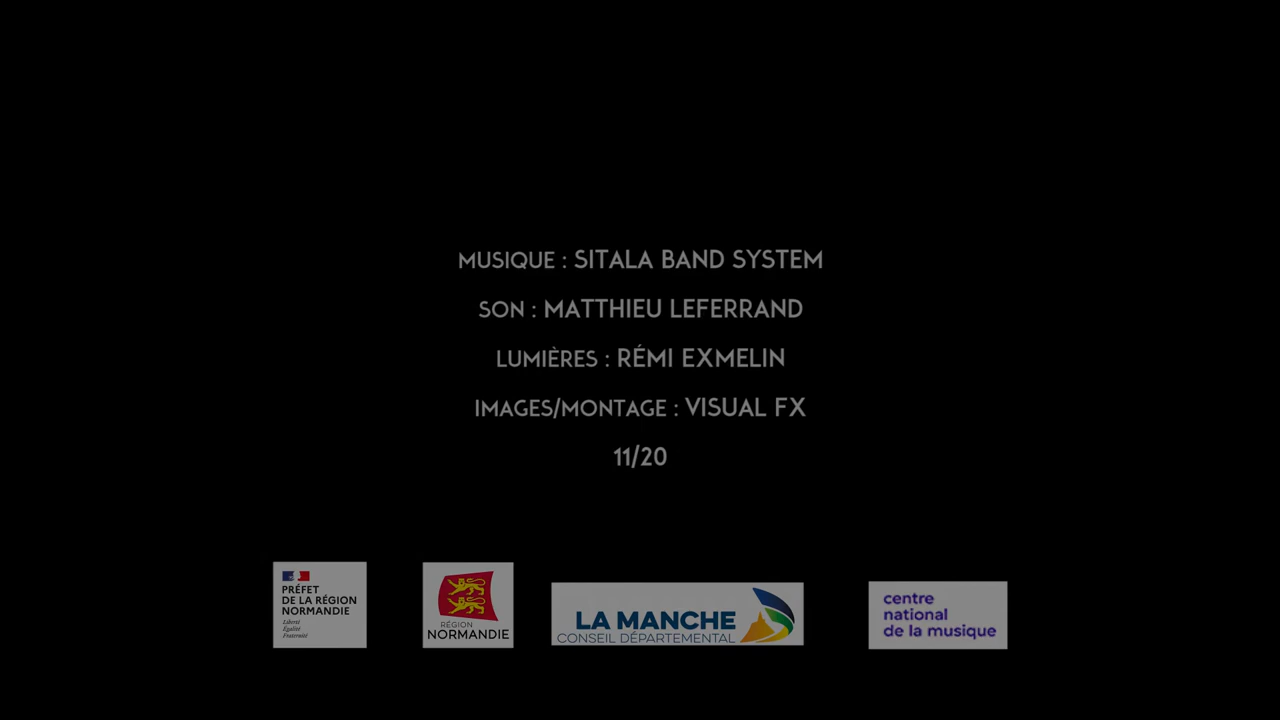 MUSIQUE : SITALA BAND SYSTEM
SON : MATTHIEU LEFERRAND
LUMIÈRES : RÉMI EXMELIN
IMAGES/MONTAGE : VISUAL FX
11/20
PRÉFET
DE LA RÉGION
NORMANDIE
Liberté
Égalité
Fraternité
RÉGION
NORMANDIE
LA MANCHE
CONSEIL DÉPARTEMENTAL
centre
national
de la musique